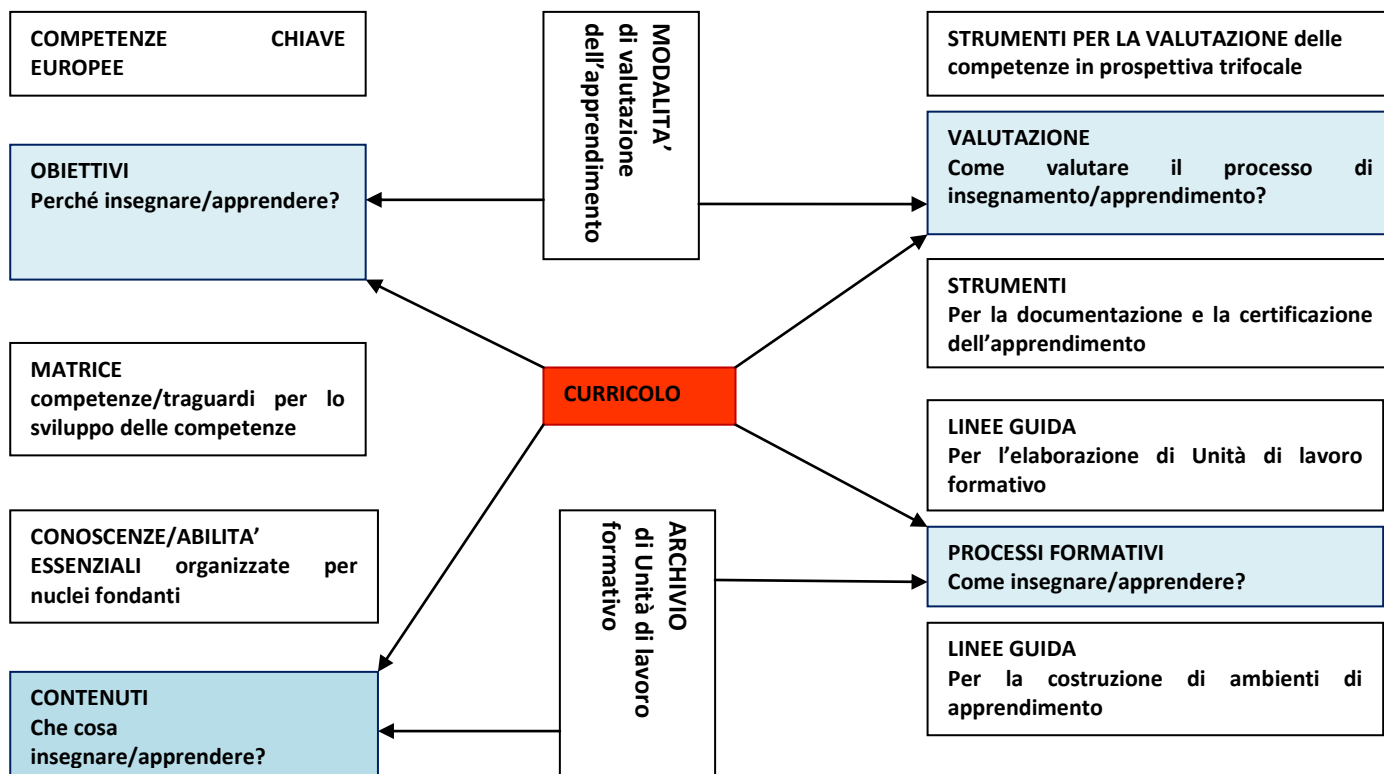 COMPETENZE CHIAVE
EUROPEE
OBIETTIVI
Perché insegnare/apprendere?
MATRICE
competenze/traguardi per lo
sviluppo delle competenze
CONOSCENZE/ABILITA’
ESSENZIALI organizzate per
nuclei fondanti
CONTENUTI
Che cosa
insegnare/apprendere?
MODALITA’
di valutazione
dell’apprendimento
CURRICOLO
ARCHIVIO
di Unità di lavoro
formativo
STRUMENTI PER LA VALUTAZIONE delle
competenze in prospettiva trifocale
VALUTAZIONE
Come valutare il processo di
insegnamento/apprendimento?
STRUMENTI
Per la documentazione e la certificazione
dell’apprendimento
LINEE GUIDA
Per l’elaborazione di Unità di lavoro
formativo
PROCESSI FORMATIVI
Come insegnare/apprendere?
LINEE GUIDA
Per la costruzione di ambienti di
apprendimento